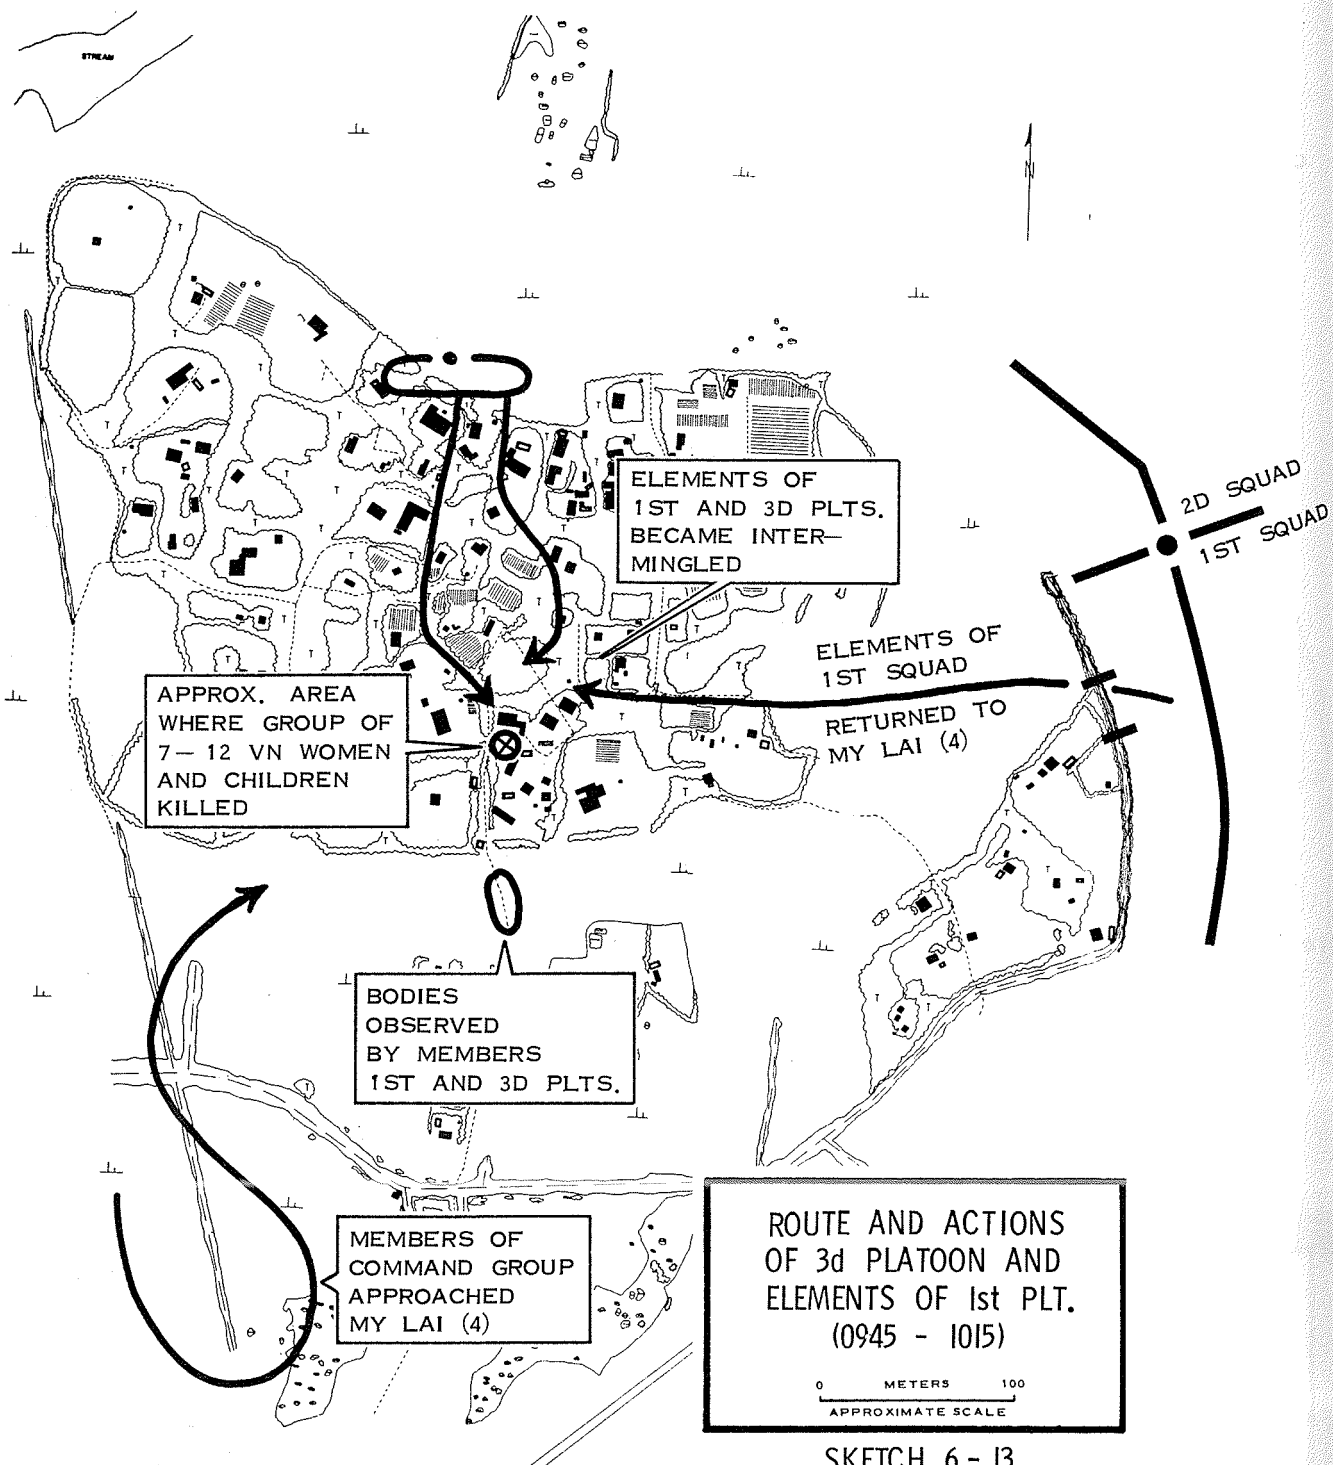 STREAM
N
ELEMENTS OF
1ST AND 3D PLTS.
BECAME INTER—
MINGLED
2D SQUAD
1ST SQUAD
ELEMENTS OF
1ST SQUAD
RETURNED TO
MY LAI (4)
APPROX. AREA
WHERE GROUP OF
7—12 VN WOMEN
AND CHILDREN
KILLED
BODIES
OBSERVED
BY MEMBERS
1ST AND 3D PLTS.
MEMBERS OF
COMMAND GROUP
APPROACHED
MY LAI (4)
ROUTE AND ACTIONS
OF 3d PLATOON AND
ELEMENTS OF 1st PLT.
(0945 - 1015)
0 METERS 100
APPROXIMATE SCALE
SKETCH 6-13